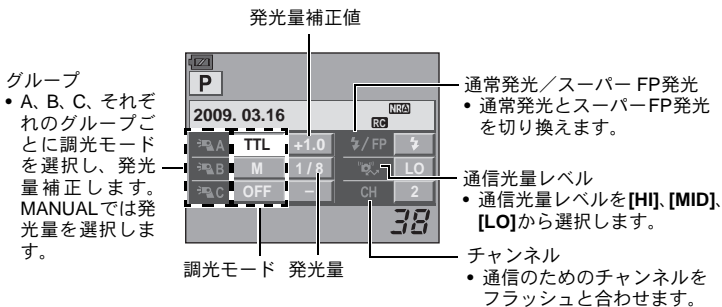 発光量補正値
グループ
• A、B、C、それぞ
れのグループご
とに調光モード
を選択し、発光
量補正します。
MANUALでは発
光量を選択しま
す。
P
2009. 03.16
NR
RC
A TTL +1.0 /FP
B M 1/8 LO
C OFF – CH 2
38
調光モード 発光量
通常発光／スーパー FP発光
• 通常発光とスーパーFP発光
を切り換えます。
通信光量レベル
• 通信光量レベルを[HI]、[MID]、
[LO]から選択します。
チャンネル
• 通信のためのチャンネルを
フラッシュと合わせます。